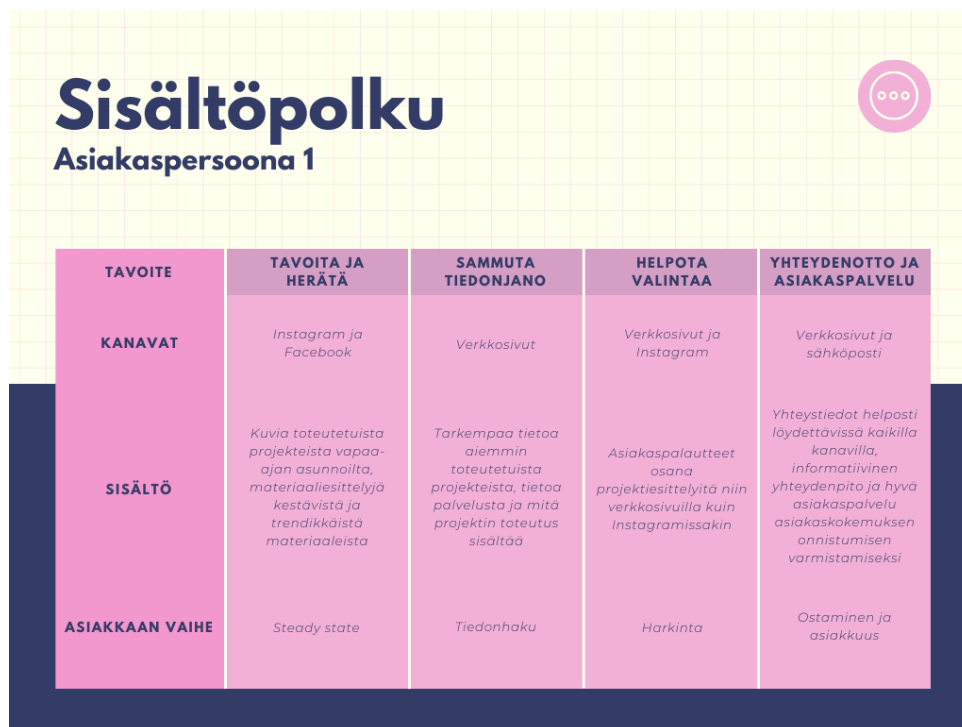 Sisältöpolku
Asiakaspersoona 1
TAVOITE
TAVOITA JA
HERÄTÄ
SAMMUTA
TIEDONJANO
HELPOTA
VALINTAA
YHTEYDENOTTO JA
ASIAKASPALVELU
KANAVAT
Instagram ja
Facebook
Verkkosivut
Verkkosivut ja
Instagram
Verkkosivut ja
sähköposti
SISÄLTÖ
Kuvia toteutetuista
projekteista vapaa-
ajan asunnoilta,
materiaaliesittelyjä
kestävistä ja
trendikkäistä
materiaaleista
Tarkempaa tietoa
aiemmin
toteutetuista
projekteista, tietoa
palvelusta ja mitä
projektin toteutus
sisältää
Asiakaspalautteet
osana
projektiesittelyitä niin
verkkosivuilla kuin
Instagramissakin
Yhteystiedot helposti
löydettävissä kaikilla
kanavilla,
informatiivinen
yhteydenpito ja hyvä
asiakaspalvelu
asiakaskokemuksen
onnistumisen
varmistamiseksi
ASIAKKAAN VAIHE
Steady state
Tiedonhaku
Harkinta
Ostaminen ja
asiakkuus